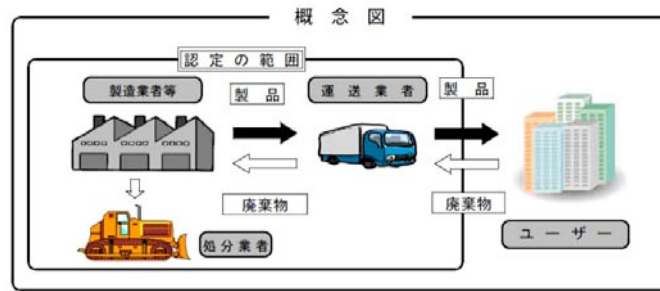 概念図
認定の範囲
製造業者等
製品
運送業者
製品
廃棄物
廃棄物
処分業者
ユーザー